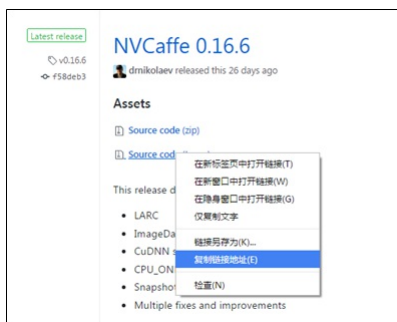 Latest release
v0.16.6
f58deb3
NVCaffe 0.16.6
drnikolaev released this 26 days ago
Assets
Source code (zip)
Source code
在新标签页中打开链接(T)
在新窗口中打开链接(W)
在隐身窗口中打开链接(G)
仅复制文字
链接另存为(K)...
复制链接地址(E)
检查(N)
This release d
• LARC
• ImageDa
• CuDNN s
• CPU_ON
• Snapshot
• Multiple fixes and improvements